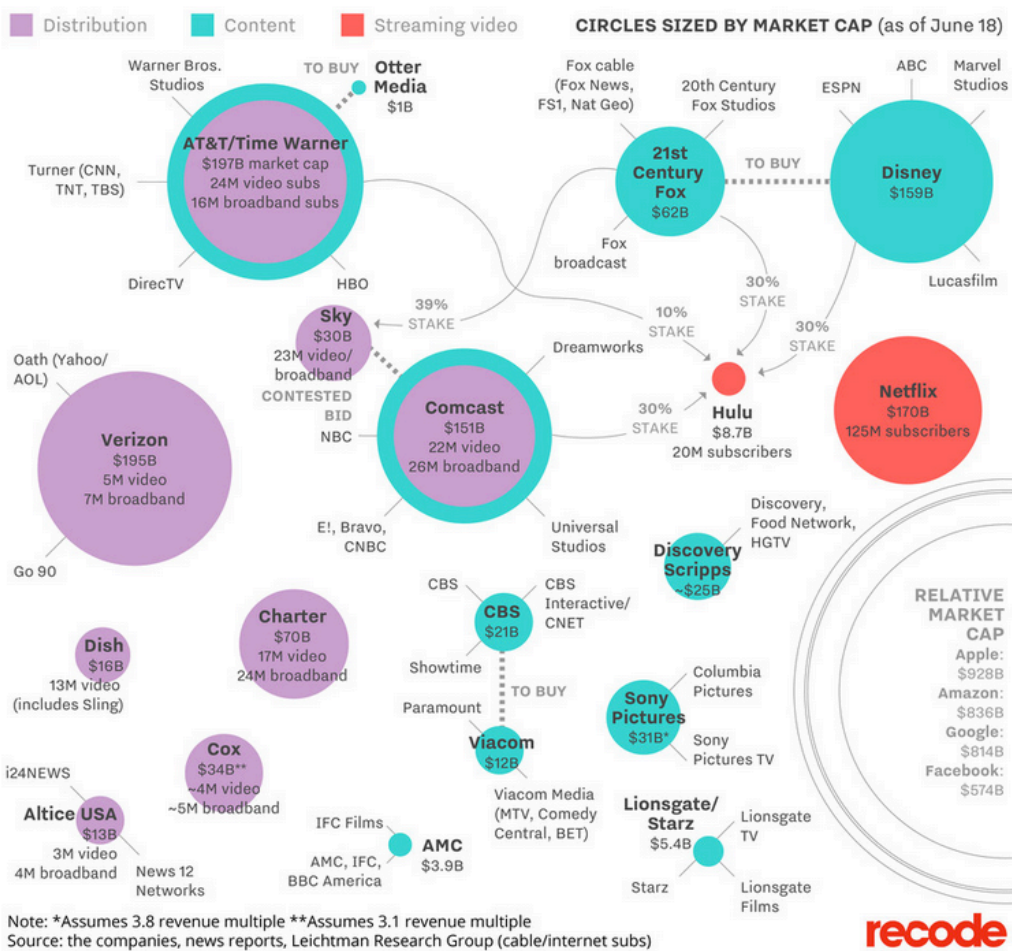 Distribution
Content
Streaming video
CIRCLES SIZED BY MARKET CAP (as of June 18)
Warner Bros.
Studios
TO BUY
Otter
Media
$1B
AT&T/Time Warner
$197B market cap
24M video subs
16M broadband subs
Turner (CNN,
TNT, TBS)
DirecTV
HBO
Fox cable
(Fox News,
FS1, Nat Geo)
20th Century
Fox Studios
21st
Century
Fox
$62B
Fox
broadcast
TO BUY
ESPN
ABC
Marvel
Studios
Disney
$159B
Lucasfilm
39%
STAKE
10%
STAKE
30%
STAKE
30%
STAKE
Sky
$30B
23M video/
broadband
CONTESTED
BID
Dreamworks
Comcast
$151B
22M video
26M broadband
NBC
E!, Bravo,
CNBC
Universal
Studios
30%
STAKE
Hulu
$8.7B
20M subscribers
Netflix
$170B
125M subscribers
Oath (Yahoo/
AOL)
Verizon
$195B
5M video
7M broadband
Go 90
Discovery,
Food Network,
HGTV
Discovery
Scripps
~$25B
RELATIVE
MARKET
CAP
Apple:
$928B
Amazon:
$836B
Google:
$814B
Facebook:
$574B
Charter
$70B
17M video
24M broadband
Dish
$16B
13M video
(includes Sling)
CBS
CBS
Interactive/
CNET
CBS
$21B
Showtime
TO BUY
Paramount
Viacom
$12B
Viacom Media
(MTV, Comedy
Central, BET)
Columbia
Pictures
Sony
Pictures
$31B*
Sony
Pictures TV
Cox
$34B**
~4M video
~5M broadband
i24NEWS
Altice USA
$13B
3M video
4M broadband
News 12
Networks
IFC Films
AMC
$3.9B
AMC, IFC,
BBC America
Lionsgate/
Starz
$5.4B
Lionsgate
TV
Starz
Lionsgate
Films
Note: *Assumes 3.8 revenue multiple **Assumes 3.1 revenue multiple
Source: the companies, news reports, Leichtman Research Group (cable/internet subs)
recode